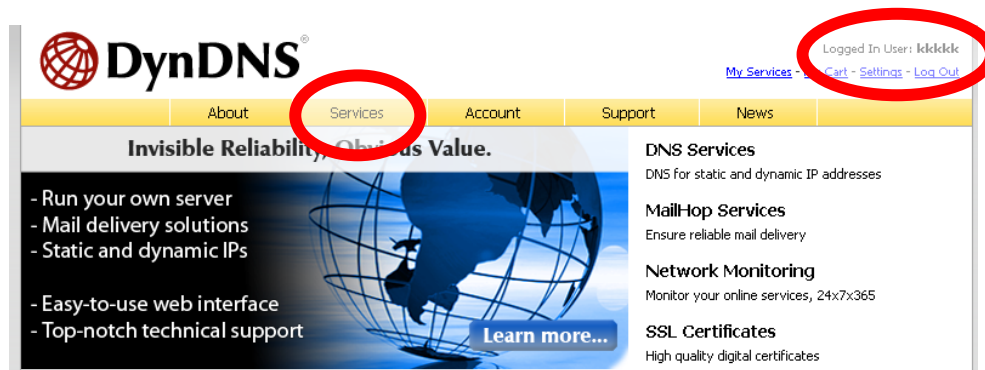 DynDNS®
Logged In User: kkkkk
My Services - Cart - Settings - Log Out
About Services Account Support News
Invisible Reliability, Obvious Value.
- Run your own server
- Mail delivery solutions
- Static and dynamic IPs
- Easy-to-use web interface
- Top-notch technical support
Learn more...
DNS Services
DNS for static and dynamic IP addresses
MailHop Services
Ensure reliable mail delivery
Network Monitoring
Monitor your online services, 24x7x365
SSL Certificates
High quality digital certificates